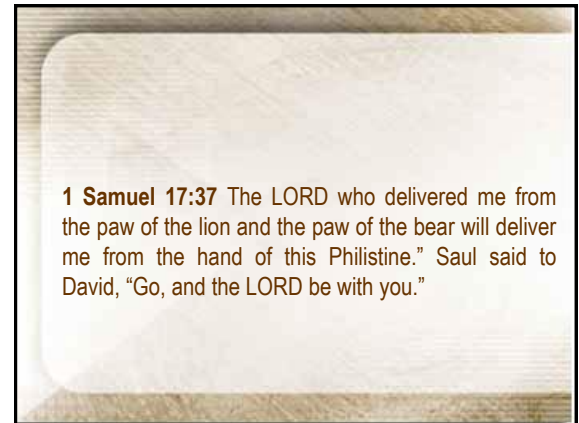 1 Samuel 17:37 The LORD who delivered me from
the paw of the lion and the paw of the bear will deliver
me from the hand of this Philistine.” Saul said to
David, “Go, and the LORD be with you.”